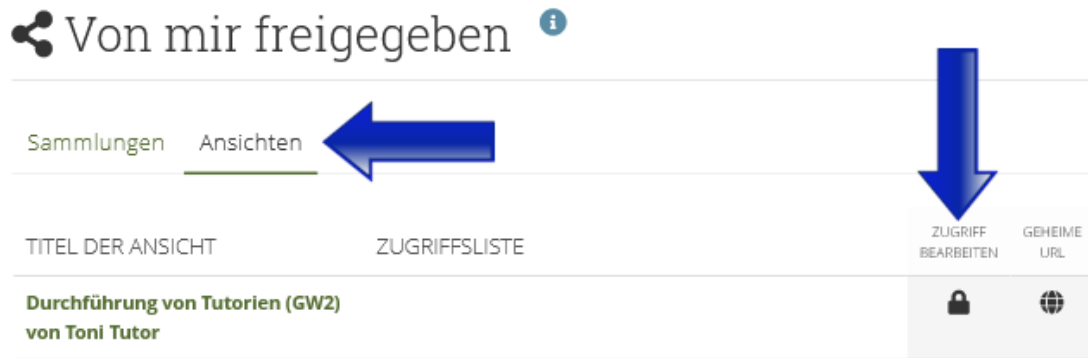 Von mir freigegeben
Sammlungen Ansichten
TITEL DER ANSICHT ZUGRIFFSLISTE ZUGRIFF BEARBEITEN GEHEIME URL
Durchführung von Tutorien (GW2)
von Toni Tutor